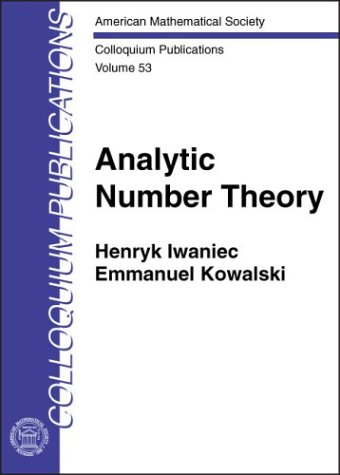 American Mathematical Society
Colloquium Publications
Volume 53
Analytic
Number Theory
Henryk Iwaniec
Emmanuel Kowalski
COLLOQUIUM PUBLICATIONS